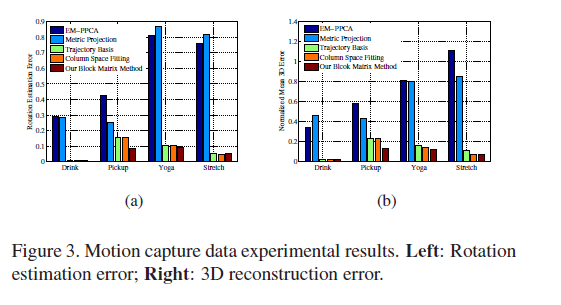 0.9
0.8
0.7
0.6
0.5
0.4
0.3
0.2
0.1
0
Rotation Estimation Error
EM−PPCA
Metric Projection
Trajectory Basis
Column Space Fitting
Our Block Matrix Method
Drink Pickup Yoga Stretch
(a)
1.4
1.2
1
0.8
0.6
0.4
0.2
0
Normalized Mean 3D Error
EM−PPCA
Metric Projection
Trajectory Basis
Column Space Fitting
Our Blcok Matrix Method
Drink Pickup Yoga Stretch
(b)
Figure 3. Motion capture data experimental results. Left: Rotation
estimation error; Right: 3D reconstruction error.